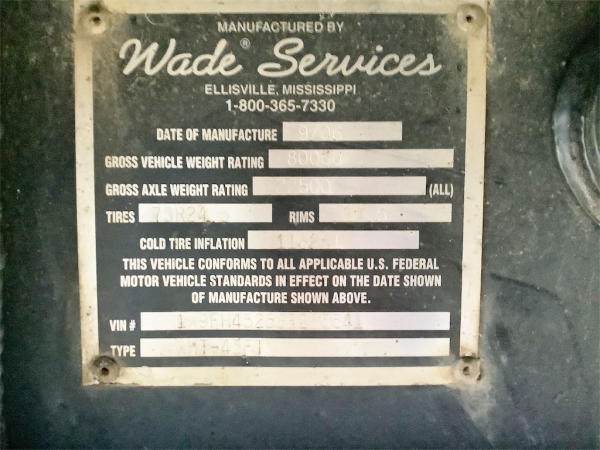 MANUFACTURED BY
Wade® Services
ELLISVILLE, MISSISSIPPI
1-800-365-7330
DATE OF MANUFACTURE 9/06
GROSS VEHICLE WEIGHT RATING
GROSS AXLE WEIGHT RATING (ALL)
TIRES RIMS
COLD TIRE INFLATION
THIS VEHICLE CONFORMS TO ALL APPLICABLE U.S. FEDERAL
MOTOR VEHICLE STANDARDS IN EFFECT ON THE DATE SHOWN
OF MANUFACTURE SHOWN ABOVE.
VIN #
TYPE